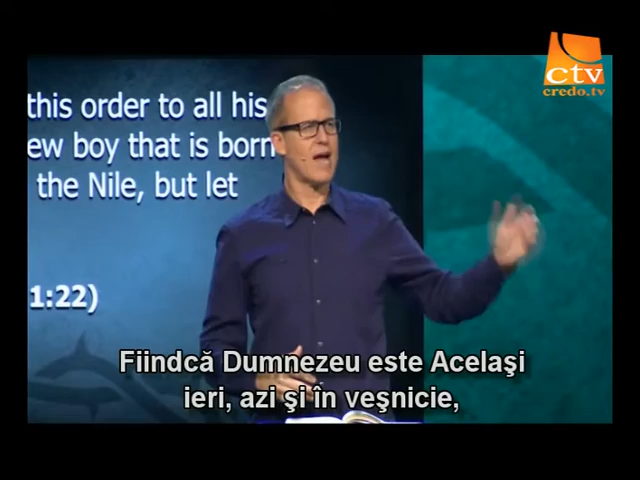 ctv
credo.tv
this order to all his
ew boy that is born
the Nile, but let
1:22)
Fiindcă Dumnezeu este Acelaşi
ieri, azi şi în veşnicie,